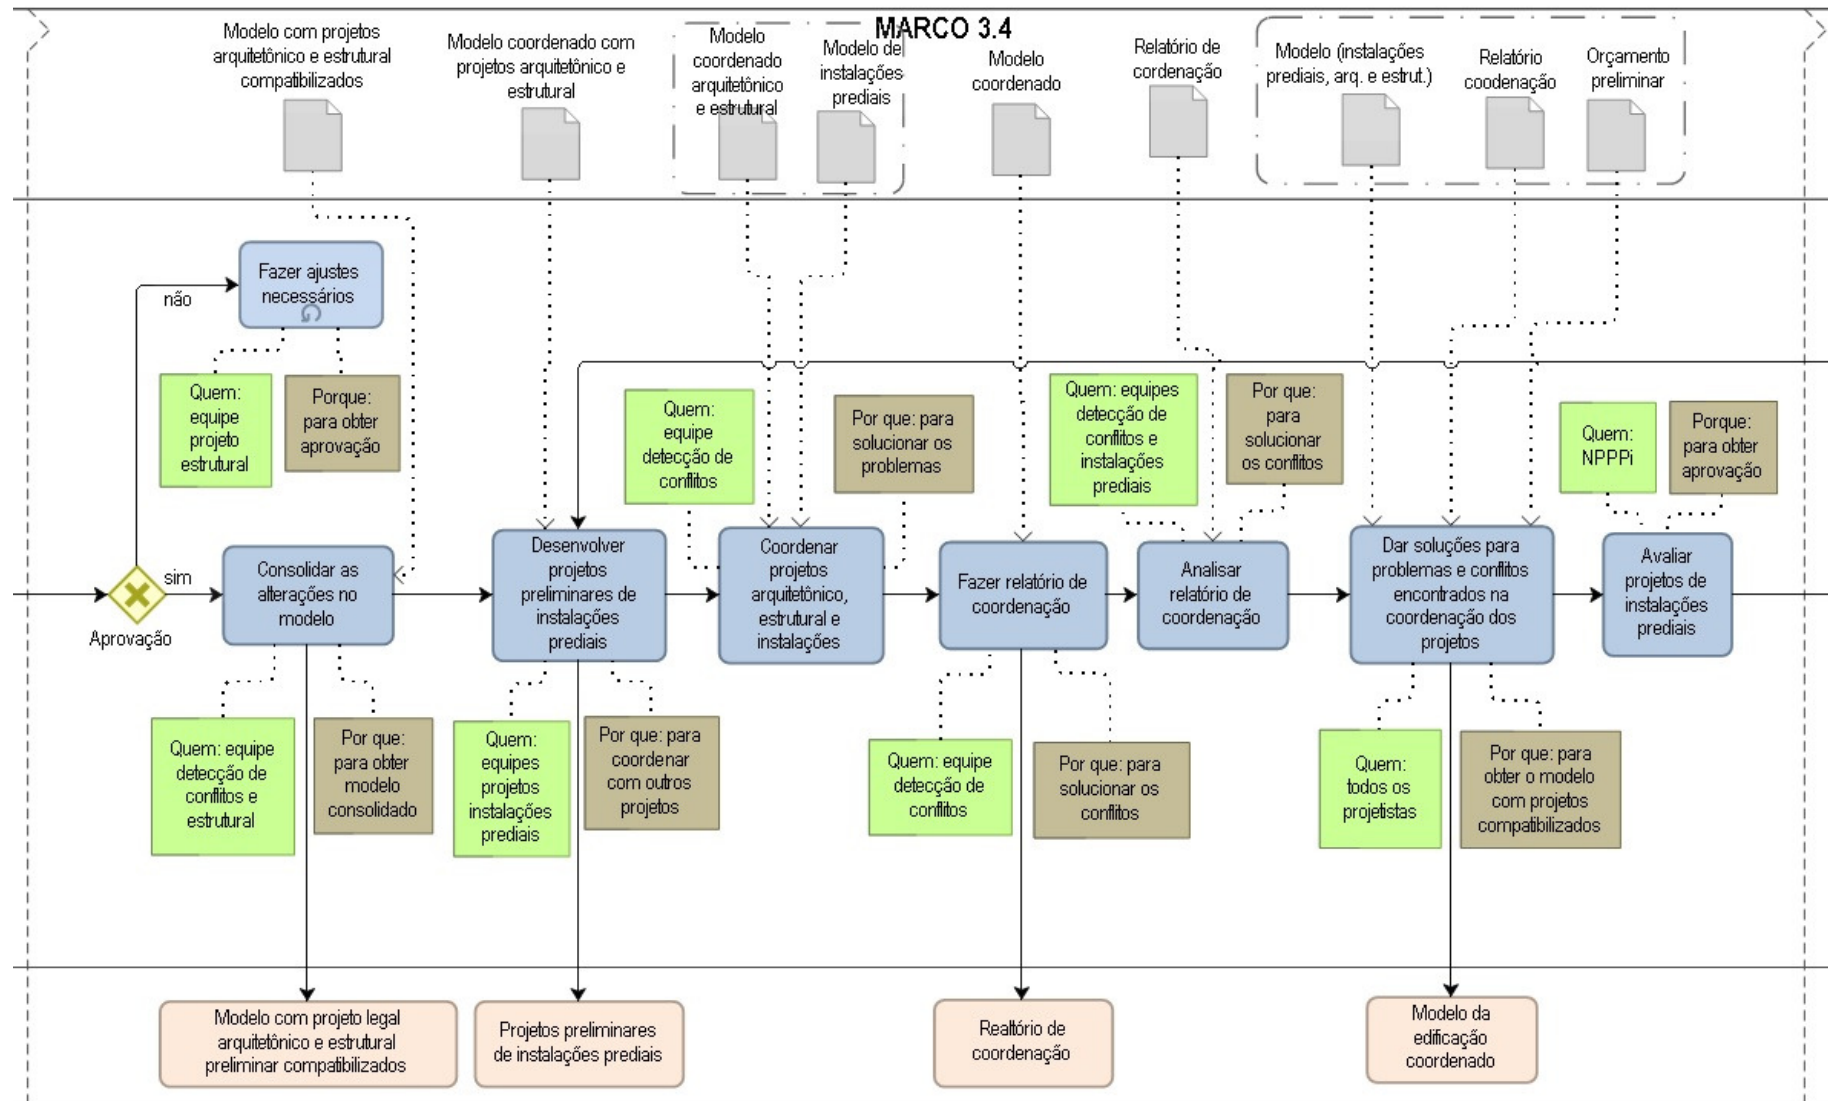 MARCO 3.4
Modelo com projetos
arquitetônico e estrutural
compatibilizados
Modelo coordenado com
projetos arquitetônico e
estrutural
Modelo
coordenado
arquitetônico
e estrutural
Modelo de
instalações
prediais
Modelo
coordenado
Relatório de
cordenação
Modelo (instalações
prediais, arq. e estrut.)
Relatório
coodenação
Orçamento
preliminar
Fazer ajustes
necessários
não
Quem:
equipe
projeto
estrutural
Porque:
para obter
aprovação
Quem:
equipe
detecção de
conflitos
Por que: para
solucionar os
problemas
Quem: equipes
detecção de
conflitos e
instalações
prediais
Por que:
para
solucionar
os conflitos
Quem:
NPPPi
Porque:
para obter
aprovação
Aprovação
sim
Consolidar as
alterações no
modelo
Desenvolver
projetos
preliminares de
instalações
prediais
Coordenar
projetos
arquitetônico,
estrutural e
instalações
Fazer relatório de
coordenação
Analisar
relatório de
coordenação
Dar soluções para
problemas e conflitos
encontrados na
coordenação dos
projetos
Avaliar
projetos de
instalações
prediais
Quem: equipe
detecção de
conflitos e
estrutural
Por que:
para obter
modelo
consolidado
Quem:
equipes
projetos
instalações
prediais
Por que: para
coordenar
com outros
projetos
Quem: equipe
detecção de
conflitos
Por que: para
solucionar os
conflitos
Quem:
todos os
projetistas
Por que: para
obter o modelo
com projetos
compatibilizados
Modelo com projeto legal
arquitetônico e estrutural
preliminar compatibilizados
Projetos preliminares
de instalações prediais
Realtório de
coordenação
Modelo da
edificação
coordenado